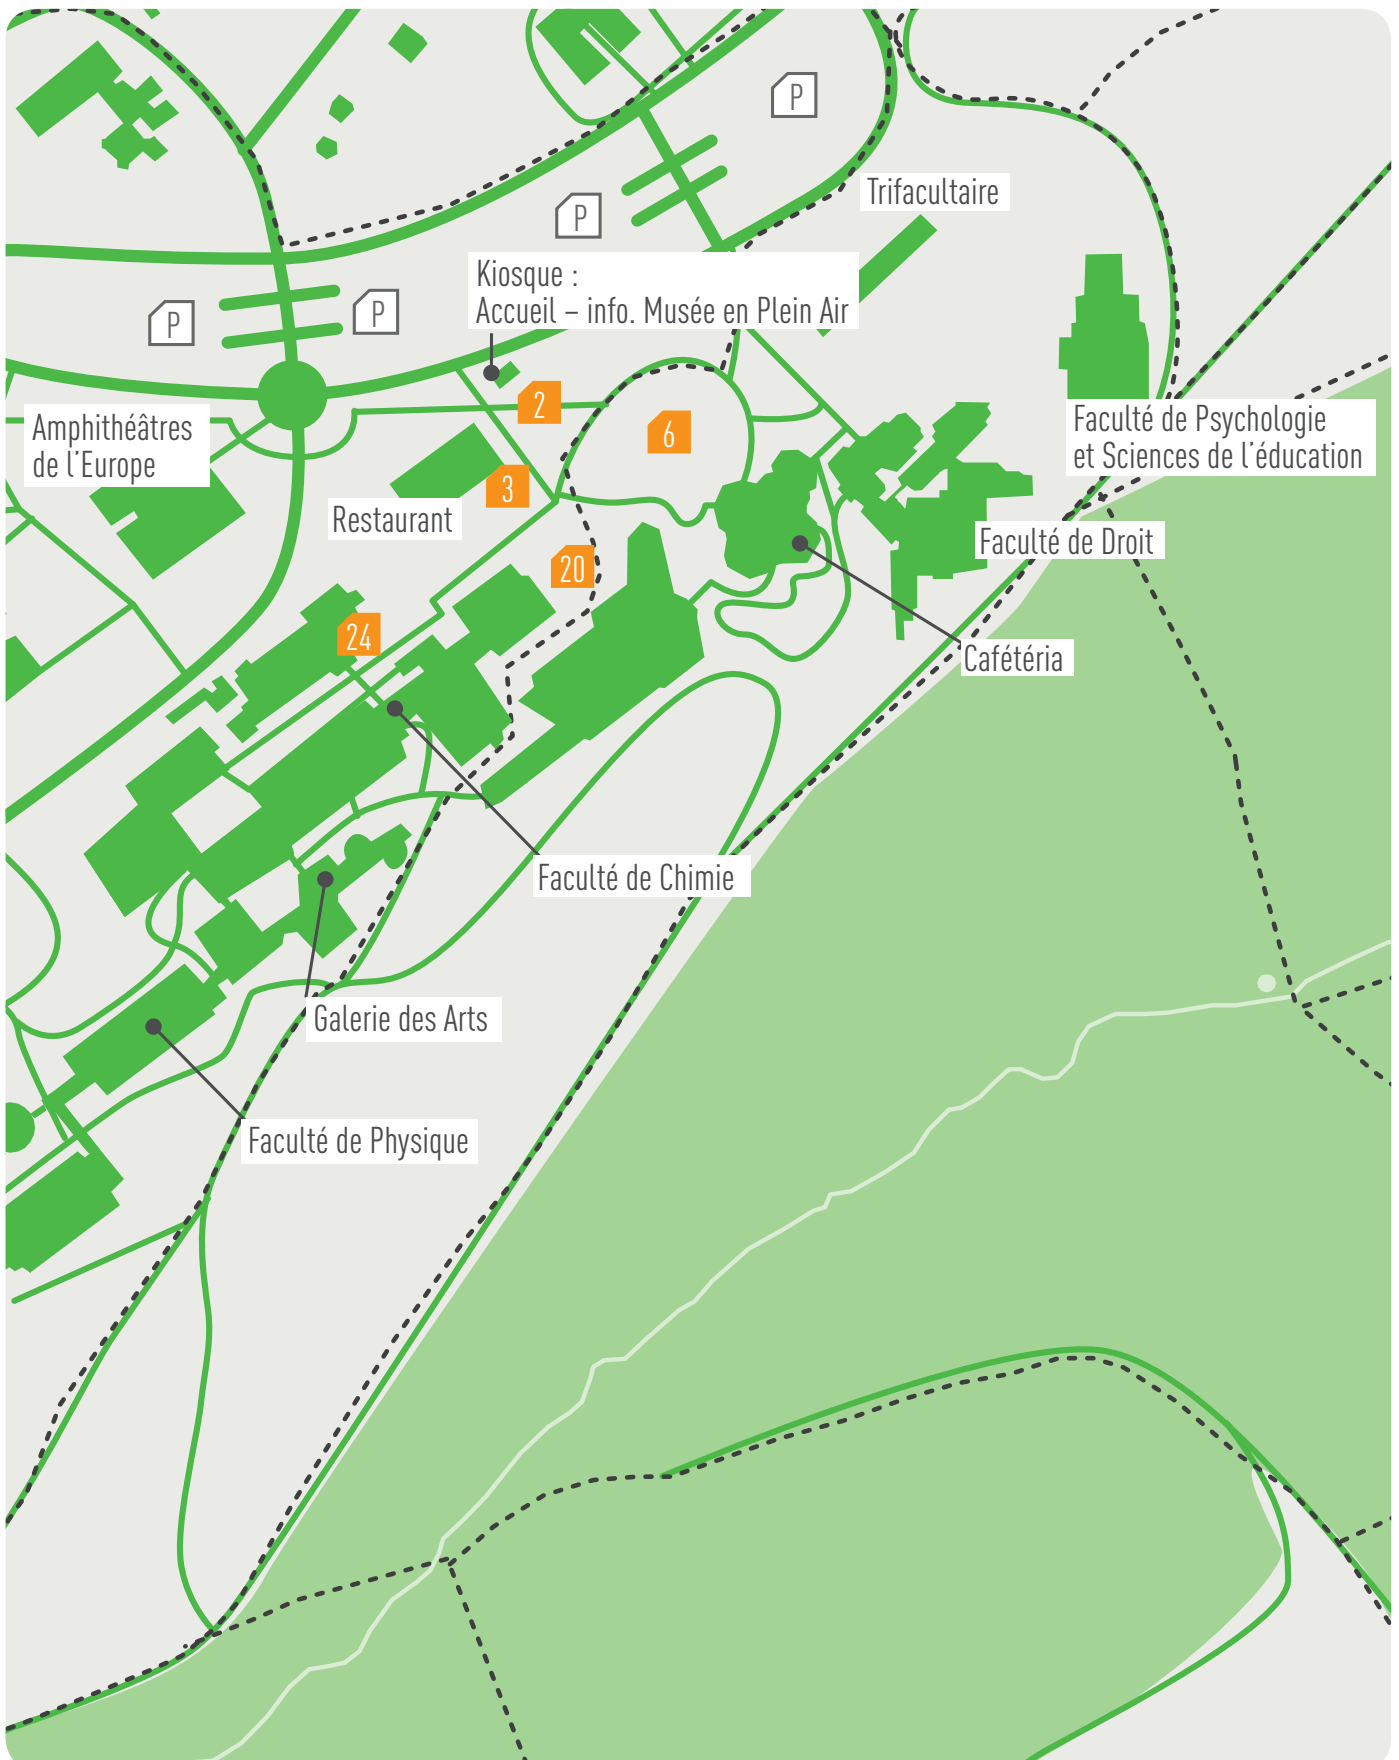 P
Trifacultaire
P
Kiosque :
Accueil – info. Musée en Plein Air
P
P
2
6
Amphithéâtres
de l'Europe
Faculté de Psychologie
et Sciences de l'éducation
3
Restaurant
Faculté de Droit
20
24
Cafétéria
Faculté de Chimie
Galerie des Arts
Faculté de Physique